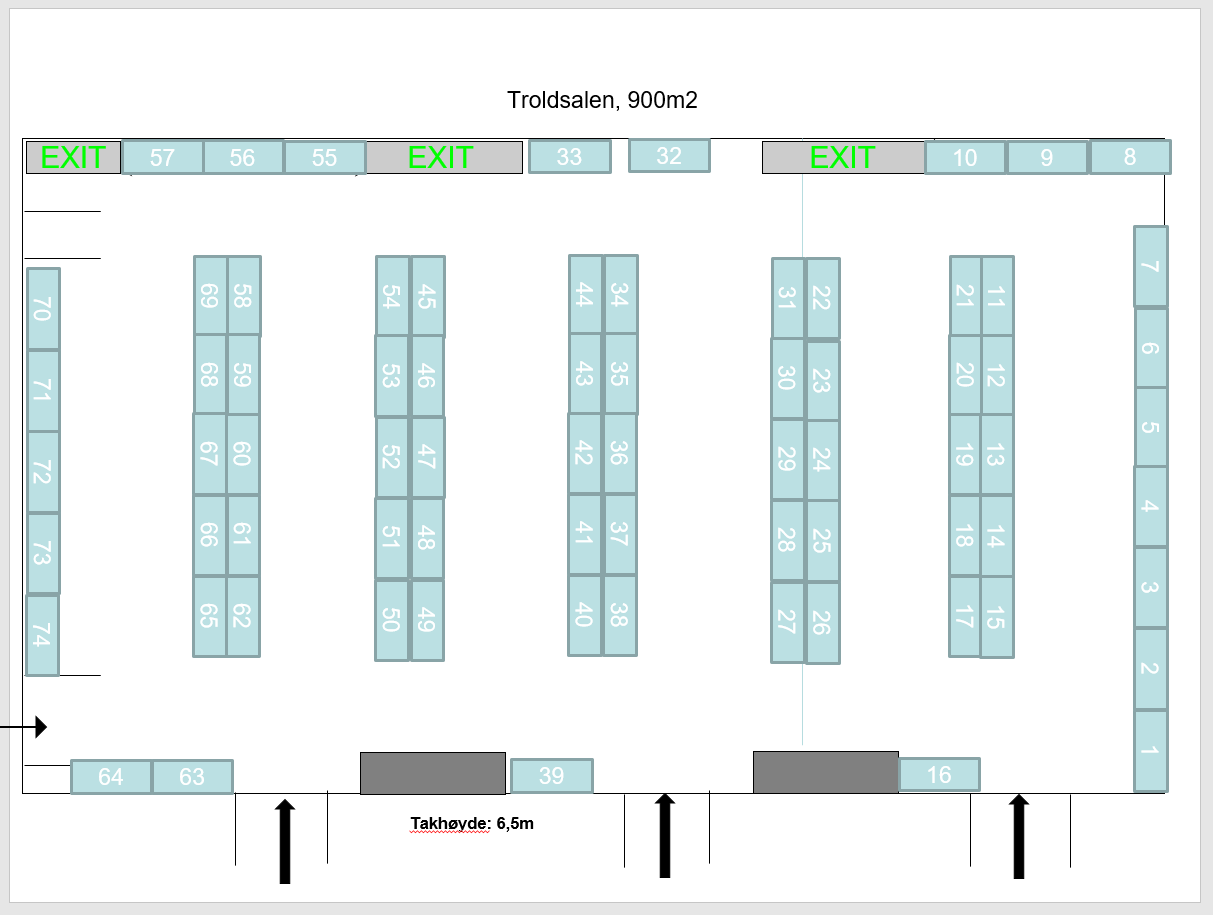 Troldsalen, 900m2
EXIT 57 56 55 EXIT 33 32 EXIT 10 9 8
7
70 69 58 54 45 44 34 31 22 21 11
6
71 68 59 53 46 43 35 30 23 20 12
5
72 67 60 52 47 42 36 29 24 19 13
4
73 66 61 51 48 41 37 28 25 18 14
3
74 65 62 50 49 40 38 27 26 17 15
2
1
64 63 39 16
Takhøyde: 6,5m